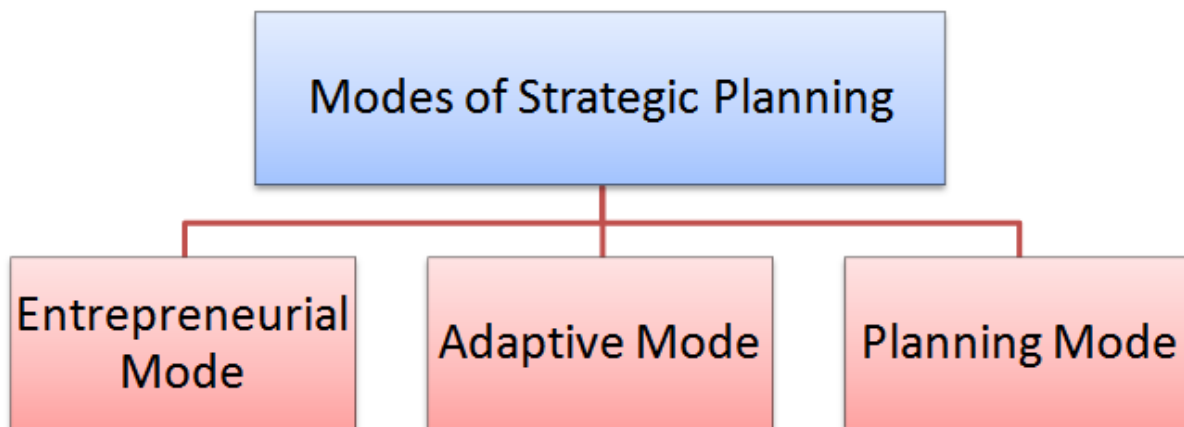 Modes of Strategic Planning
Entrepreneurial
Mode
Adaptive Mode
Planning Mode